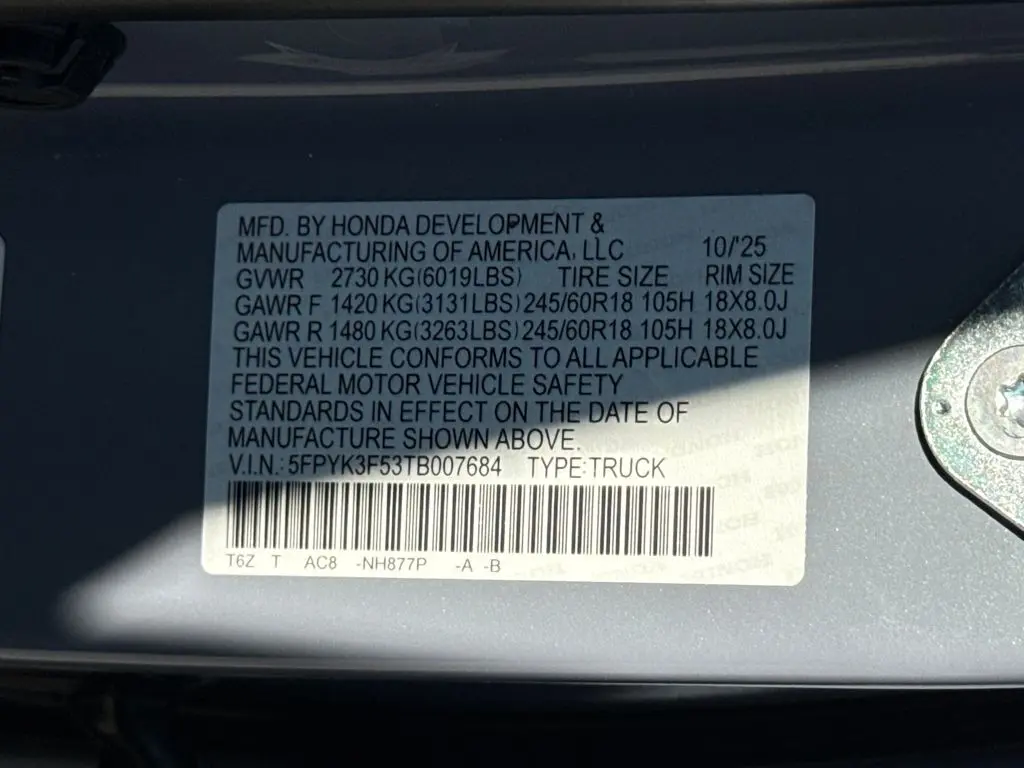 MFD. BY HONDA DEVELOPMENT &
MANUFACTURING OF AMERICA, LLC 10/'25
GVWR 2730 KG(6019LBS) TIRE SIZE RIM SIZE
GAWR F 1420 KG(3131LBS) 245/60R18 105H 18X8.0J
GAWR R 1480 KG(3263LBS) 245/60R18 105H 18X8.0J
THIS VEHICLE CONFORMS TO ALL APPLICABLE
FEDERAL MOTOR VEHICLE SAFETY
STANDARDS IN EFFECT ON THE DATE OF
MANUFACTURE SHOWN ABOVE.
V.I.N.: 5FPYK3F53TB007684 TYPE:TRUCK
T6Z T AC8 -NH877P -A -B